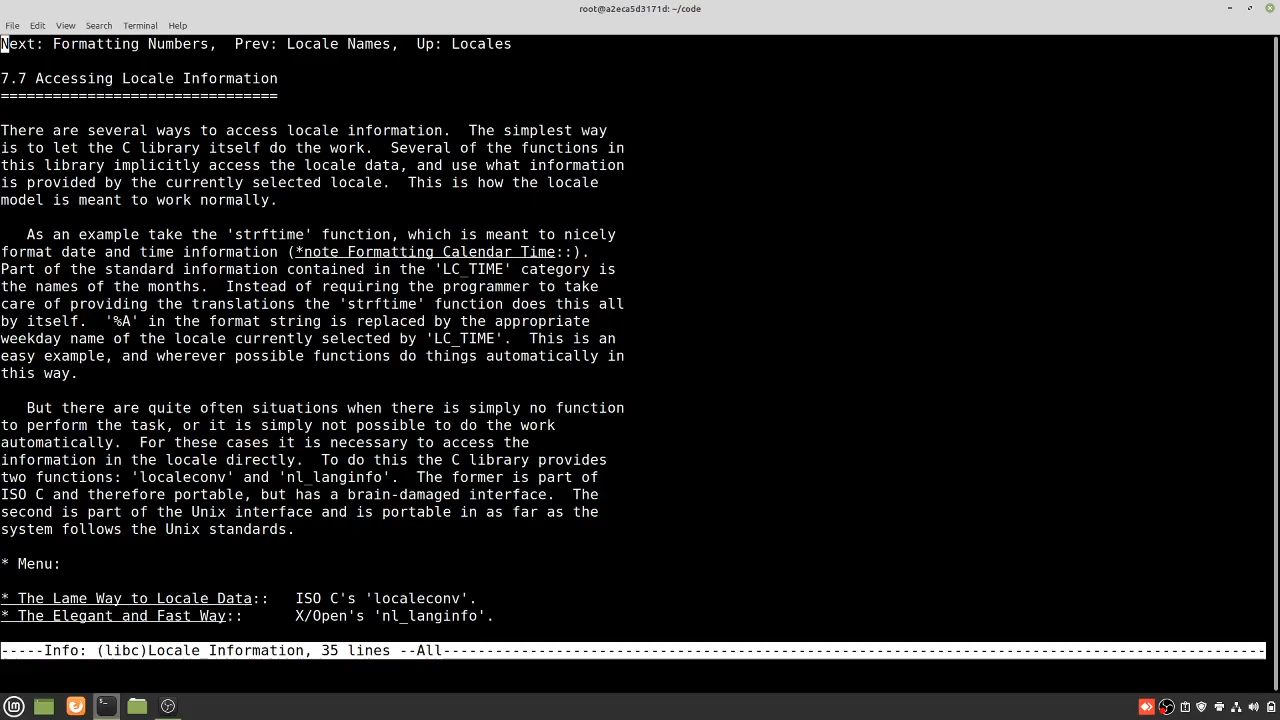 root@a2eca5d3171d: ~/code
File Edit View Search Terminal Help
Next: Formatting Numbers,  Prev: Locale Names,  Up: Locales
7.7 Accessing Locale Information
================================
There are several ways to access locale information.  The simplest way
is to let the C library itself do the work.  Several of the functions in
this library implicitly access the locale data, and use what information
is provided by the currently selected locale.  This is how the locale
model is meant to work normally.
As an example take the 'strftime' function, which is meant to nicely
format date and time information (*note Formatting Calendar Time::).
Part of the standard information contained in the 'LC_TIME' category is
the names of the months.  Instead of requiring the programmer to take
care of providing the translations the 'strftime' function does this all
by itself.  '%A' in the format string is replaced by the appropriate
weekday name of the locale currently selected by 'LC_TIME'.  This is an
easy example, and wherever possible functions do things automatically in
this way.
But there are quite often situations when there is simply no function
to perform the task, or it is simply not possible to do the work
automatically.  For these cases it is necessary to access the
information in the locale directly.  To do this the C library provides
two functions: 'localeconv' and 'nl_langinfo'.  The former is part of
ISO C and therefore portable, but has a brain-damaged interface.  The
second is part of the Unix interface and is portable in as far as the
system follows the Unix standards.
* Menu:
* The Lame Way to Locale Data::   ISO C's 'localeconv'.
* The Elegant and Fast Way::      X/Open's 'nl_langinfo'.
-----Info: (libc)Locale Information, 35 lines --All-----------------------------------------------------------------------------------------------